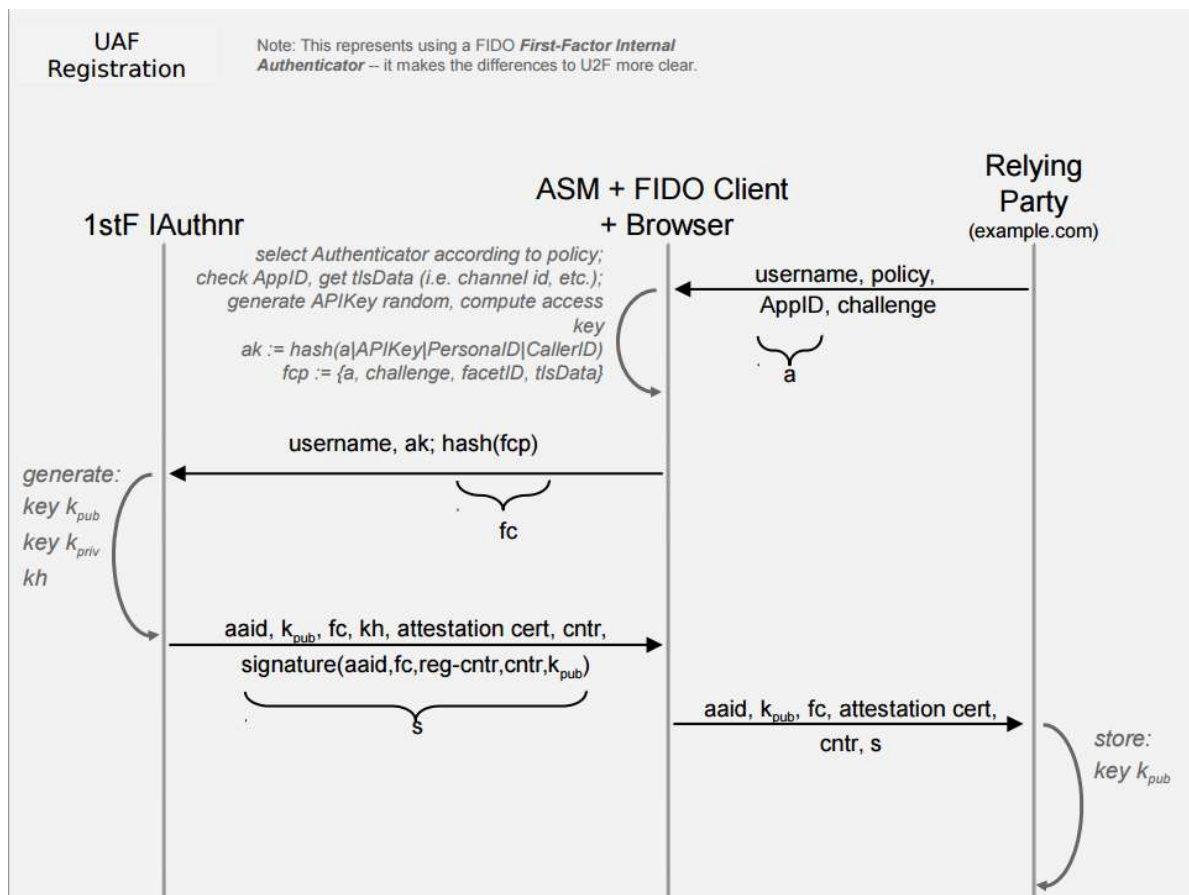 UAF
Registration
Note: This represents using a FIDO First-Factor Internal
Authenticator -- it makes the differences to U2F more clear.
Relying
Party
(example.com)
ASM + FIDO Client
+ Browser
1stF IAuthnr
select Authenticator according to policy;
check AppID, get tlsData (i.e. channel id, etc.);
generate APIKey random, compute access
key
ak := hash(a|APIKey|PersonaID|CallerID)
fcp := {a, challenge, facetID, tlsData}
username, policy,
AppID, challenge
a
username, ak; hash(fcp)
fc
generate:
key kpub
key kpriv
kh
aaid, kpub, fc, kh, attestation cert, cntr,
signature(aaid,fc,reg-cntr,cntr,kpub)
s
aaid, kpub, fc, attestation cert,
cntr, s
store:
key kpub